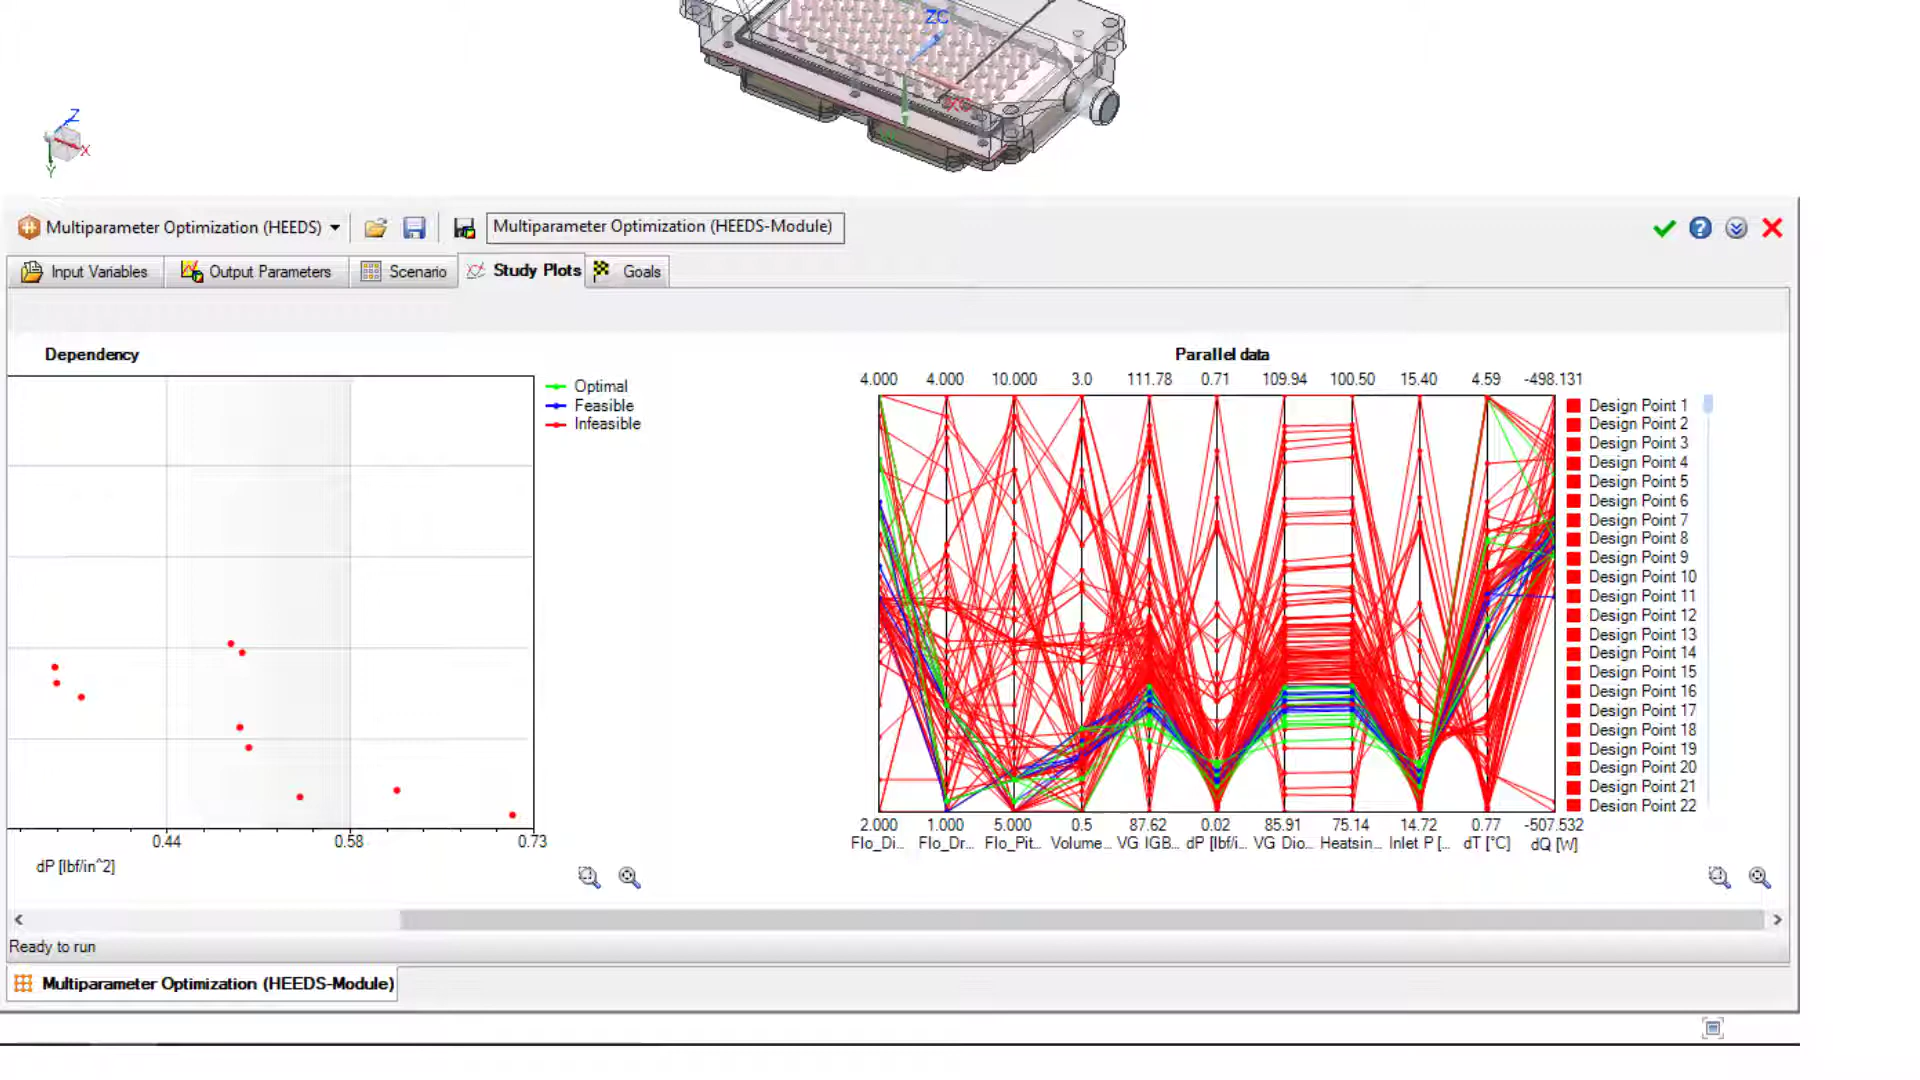 ZC
XC
Z
X
Y
Multiparameter Optimization (HEEDS)
Multiparameter Optimization (HEEDS-Module)
Input Variables
Output Parameters
Scenario
Study Plots
Goals
Dependency
Optimal
Feasible
Infeasible
0.44
0.58
0.73
dP [lbf/in^2]
Parallel data
4.000 4.000 10.000 3.0 111.78 0.71 109.94 100.50 15.40 4.59 -498.131
2.000 1.000 5.000 0.5 87.62 0.02 85.91 75.14 14.72 0.77 -507.532
Flo_Di... Flo_Dr... Flo_Pit... Volume... VG IGB... dP [lbf/i... VG Dio... Heatsin... Inlet P [... dT [°C] dQ [W]
Design Point 1
Design Point 2
Design Point 3
Design Point 4
Design Point 5
Design Point 6
Design Point 7
Design Point 8
Design Point 9
Design Point 10
Design Point 11
Design Point 12
Design Point 13
Design Point 14
Design Point 15
Design Point 16
Design Point 17
Design Point 18
Design Point 19
Design Point 20
Design Point 21
Design Point 22
Ready to run
Multiparameter Optimization (HEEDS-Module)